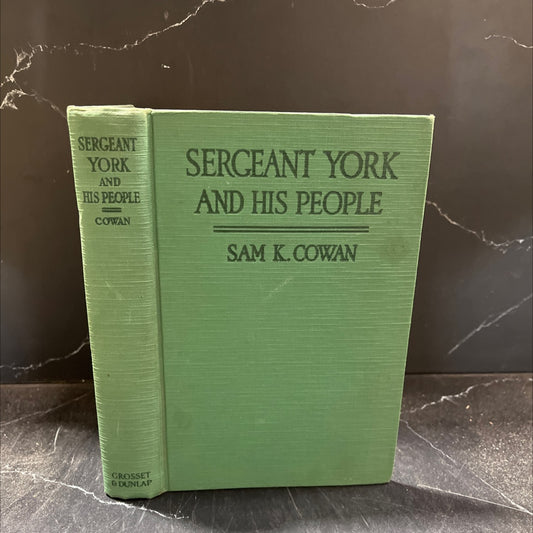 SERGEANT
YORK
AND
HIS PEOPLE
COWAN
GROSSET
& DUNLAP
SERGEANT YORK
AND HIS PEOPLE
SAM K. COWAN